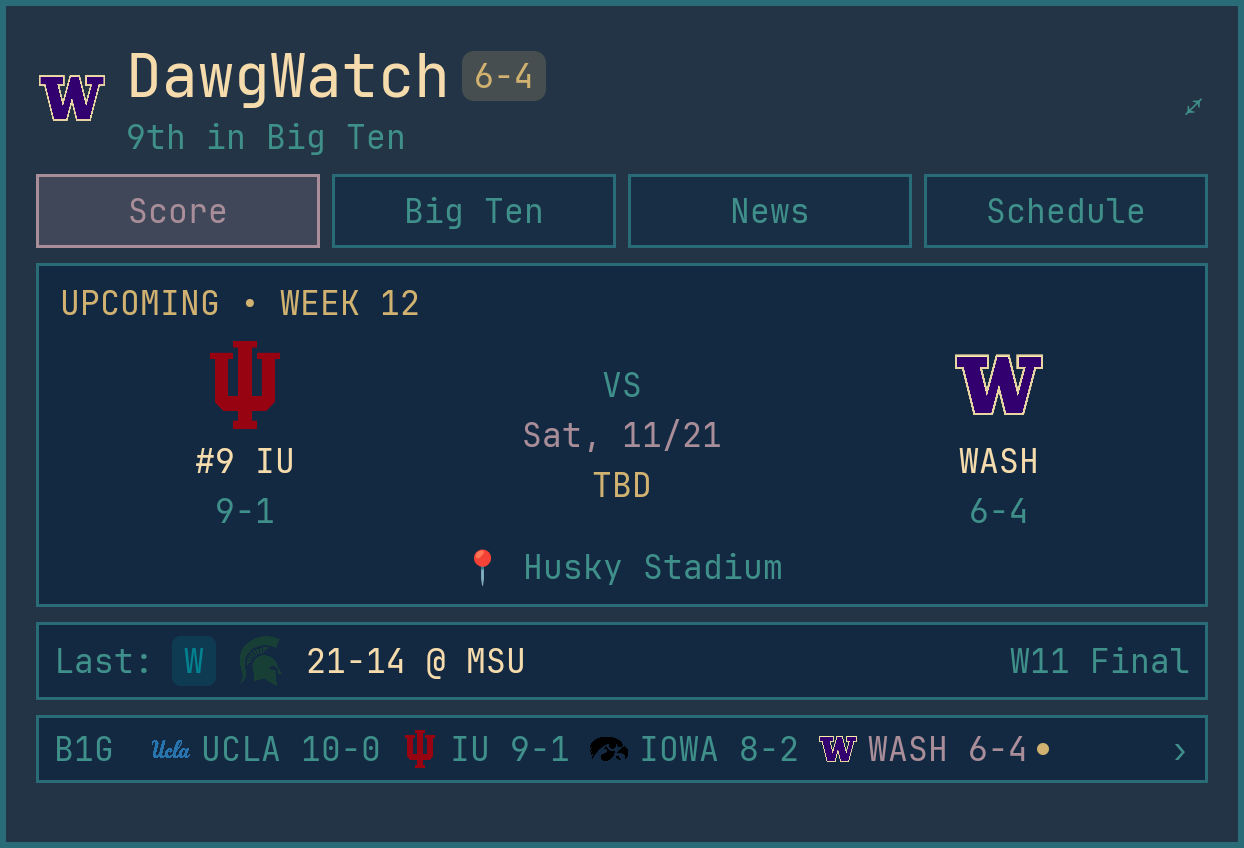 W DawgWatch 6-4
9th in Big Ten
Score Big Ten News Schedule
UPCOMING • WEEK 12
W
VS
Sat, 11/21
#9 IU WASH
TBD
9-1 6-4
Husky Stadium
Last: W 21-14 @ MSU W11 Final
B1G Ucla UCLA 10-0 IU 9-1 IOWA 8-2 W WASH 6-4 • ›